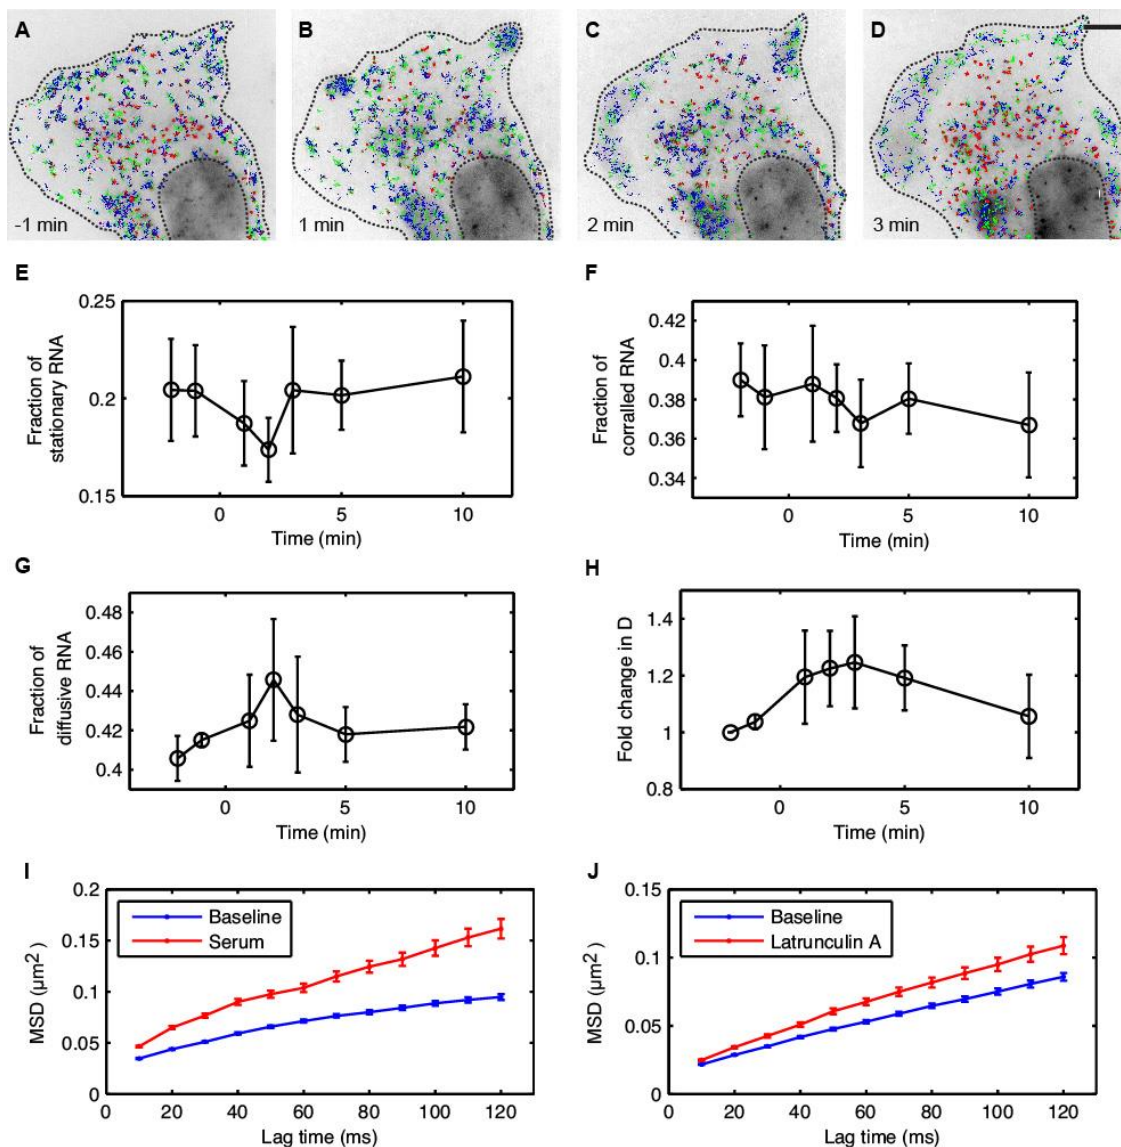 A
B
C
D
-1 min
1 min
2 min
3 min
E
F
0.25
0.2
0.15
Fraction of
stationary RNA
0
5
10
Time (min)
0.42
0.4
0.38
0.36
0.34
Fraction of
corralled RNA
0
5
10
Time (min)
G
H
0.48
0.46
0.44
0.42
0.4
Fraction of
diffusive RNA
0
5
10
Time (min)
1.4
1.2
1
0.8
Fold change in D
0
5
10
Time (min)
I
J
0.2
0.15
0.1
0.05
0
MSD (µm²)
Baseline
Serum
0
20
40
60
80
100
120
Lag time (ms)
0.15
0.1
0.05
0
MSD (µm²)
Baseline
Latrunculin A
0
20
40
60
80
100
120
Lag time (ms)